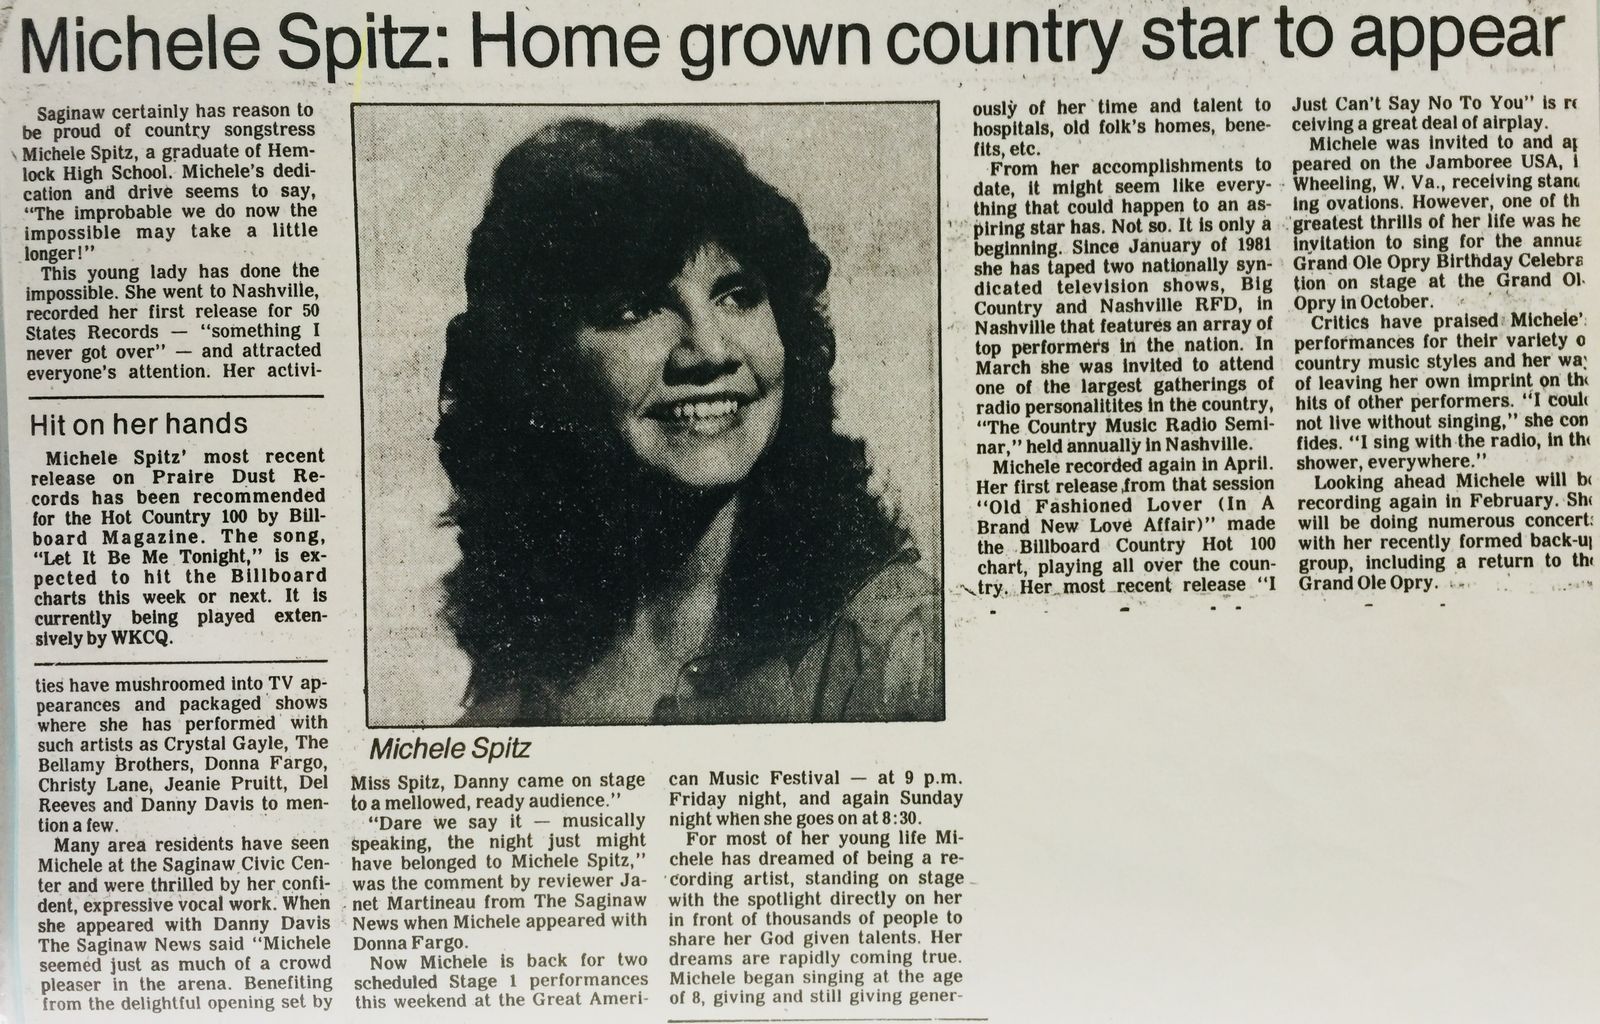 Michele Spitz: Home grown country star to appear
Saginaw certainly has reason to
be proud of country songstress
Michele Spitz, a graduate of Hem-
lock High School. Michele's dedi-
cation and drive seems to say,
“The improbable we do now the
impossible may take a little
longer!”
This young lady has done the
impossible. She went to Nashville,
recorded her first release for 50
States Records — “something I
never got over” — and attracted
everyone's attention. Her activi-
Hit on her hands
Michele Spitz' most recent
release on Praire Dust Re-
cords has been recommended
for the Hot Country 100 by Bill-
board Magazine. The song,
“Let It Be Me Tonight,” is ex-
pected to hit the Billboard
charts this week or next. It is
currently being played exten-
sively by WKCQ.
ties have mushroomed into TV ap-
pearances and packaged shows
where she has performed with
such artists as Crystal Gayle, The
Bellamy Brothers, Donna Fargo,
Christy Lane, Jeanie Pruitt, Del
Reeves and Danny Davis to men-
tion a few.
Many area residents have seen
Michele at the Saginaw Civic Cen-
ter and were thrilled by her confi-
dent, expressive vocal work. When
she appeared with Danny Davis
The Saginaw News said “Michele
seemed just as much of a crowd
pleaser in the arena. Benefiting
from the delightful opening set by
Michele Spitz
Miss Spitz, Danny came on stage
to a mellowed, ready audience.”
“Dare we say it — musically
speaking, the night just might
have belonged to Michele Spitz,”
was the comment by reviewer Ja-
net Martineau from The Saginaw
News when Michele appeared with
Donna Fargo.
Now Michele is back for two
scheduled Stage 1 performances
this weekend at the Great Ameri-
can Music Festival — at 9 p.m.
Friday night, and again Sunday
night when she goes on at 8:30.
For most of her young life Mi-
chele has dreamed of being a re-
cording artist, standing on stage
with the spotlight directly on her
in front of thousands of people to
share her God given talents. Her
dreams are rapidly coming true.
Michele began singing at the age
of 8, giving and still giving gener-
ously of her time and talent to
hospitals, old folk's homes, bene-
fits, etc.
From her accomplishments to
date, it might seem like every-
thing that could happen to an as-
piring star has. Not so. It is only a
beginning. Since January of 1981
she has taped two nationally syn-
dicated television shows, Big
Country and Nashville RFD, in
Nashville that features an array of
top performers in the nation. In
March she was invited to attend
one of the largest gatherings of
radio personalitites in the country,
“The Country Music Radio Semi-
nar,” held annually in Nashville.
Michele recorded again in April.
Her first release from that session
“Old Fashioned Lover (In A
Brand New Love Affair)” made
the Billboard Country Hot 100
chart, playing all over the coun-
try. Her most recent release “I
Just Can't Say No To You” is re
ceiving a great deal of airplay.
Michele was invited to and ap
peared on the Jamboree USA, i
Wheeling, W. Va., receiving stand
ing ovations. However, one of th
greatest thrills of her life was he
invitation to sing for the annua
Grand Ole Opry Birthday Celebra
tion on stage at the Grand Ol
Opry in October.
Critics have praised Michele'
performances for their variety o
country music styles and her way
of leaving her own imprint on the
hits of other performers. “I could
not live without singing,” she con
fides. “I sing with the radio, in the
shower, everywhere.”
Looking ahead Michele will be
recording again in February. She
will be doing numerous concerts
with her recently formed back-up
group, including a return to the
Grand Ole Opry.